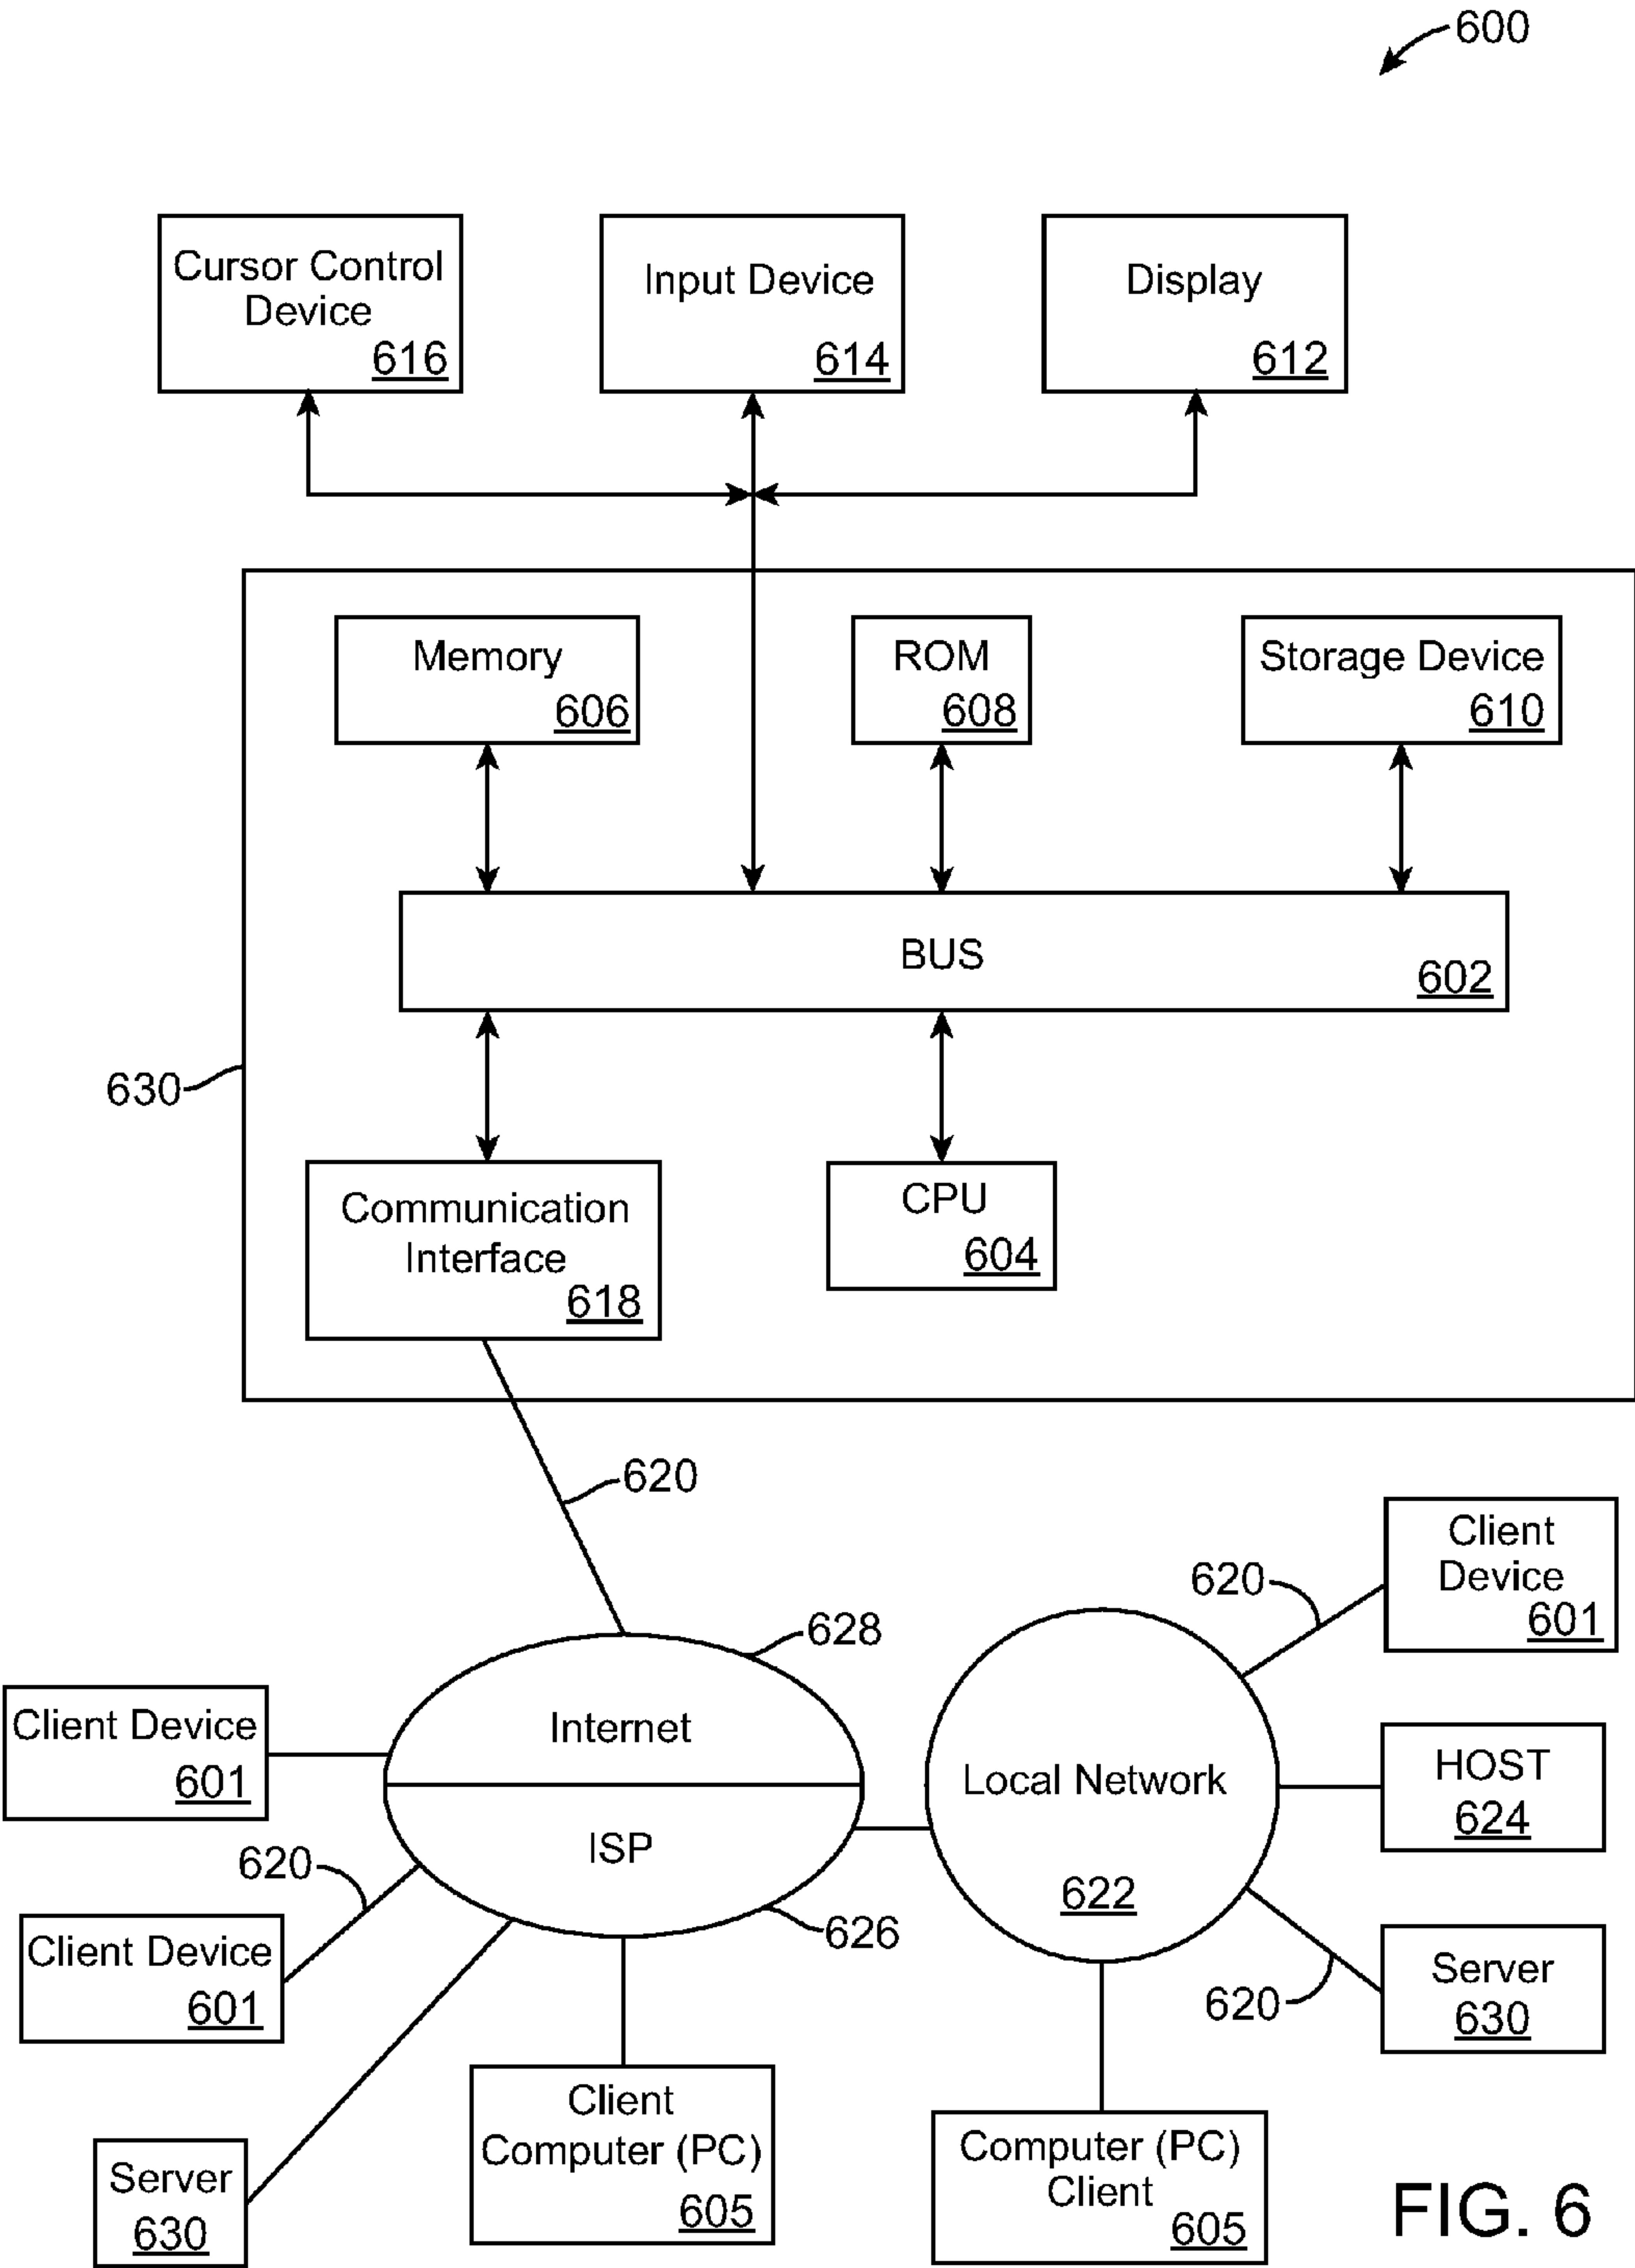 600
Cursor Control
Device
616
Input Device
614
Display
612
Memory
606
ROM
608
Storage Device
610
BUS
602
630
Communication
Interface
618
CPU
604
620
Client
Device
601
620
628
Internet
Client Device
601
Local Network
622
HOST
624
ISP
626
620
Client Device
601
Server
630
620
Client
Computer (PC)
605
Computer (PC)
Client
605
Server
630
FIG. 6